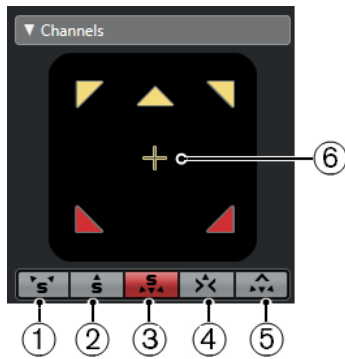 ▼ Channels
⑥
s s s
① ② ③ ④ ⑤